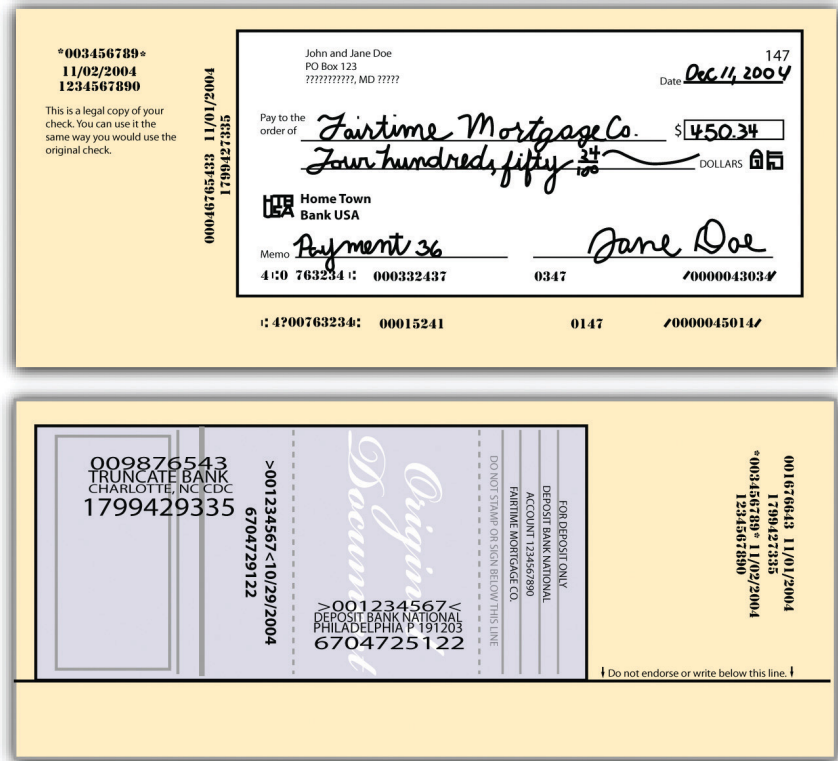 *003456789*
11/02/2004
1234567890
This is a legal copy of your
check. You can use it the
same way you would use the
original check.
00046765433 11/01/2004
1799427335
John and Jane Doe
PO Box 123
???????????, MD ?????
147
Date Dec 11, 2004
Pay to the
order of Fairtime Mortgage Co. $ 450.34
Four hundred, fifty 34/100 DOLLARS
Home Town
Bank USA
Memo Payment 36 Jane Doe
4⑆0 763234⑆ 000332437 0347 /0000043034/
⑆4?00763234⑆ 00015241 0147 /0000045014/
009876543
TRUNCATE BANK
CHARLOTTE, NC CDC
1799429335
>001234567<10/29/2004
6704729122
Original
Document
>001234567<
DEPOSIT BANK NATIONAL
PHILADELPHIA P 191203
6704725122
FOR DEPOSIT ONLY
DEPOSIT BANK NATIONAL
ACCOUNT 1234567890
FAIRTIME MORTGAGE CO.
DO NOT STAMP OR SIGN BELOW THIS LINE
001676643 11/01/2004
1799427335
*003456789* 11/02/2004
1234567890
Do not endorse or write below this line.